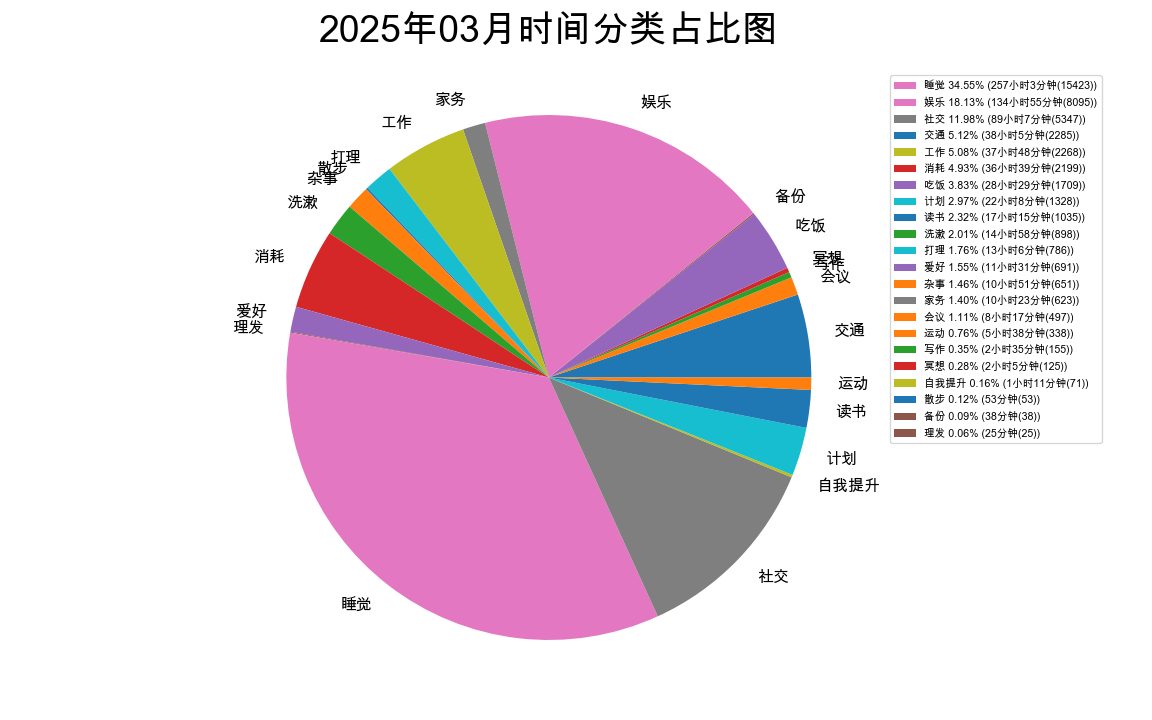 2025年03月时间分类占比图
家务
娱乐
工作
打理
散步
杂事
洗漱
消耗
爱好
理发
睡觉
备份
吃饭
冥想
写作
会议
交通
运动
读书
计划
自我提升
社交
睡觉 34.55% (257小时3分钟(15423))
娱乐 18.13% (134小时55分钟(8095))
社交 11.98% (89小时7分钟(5347))
交通 5.12% (38小时5分钟(2285))
工作 5.08% (37小时48分钟(2268))
消耗 4.93% (36小时39分钟(2199))
吃饭 3.83% (28小时29分钟(1709))
计划 2.97% (22小时8分钟(1328))
读书 2.32% (17小时15分钟(1035))
洗漱 2.01% (14小时58分钟(898))
打理 1.76% (13小时6分钟(786))
爱好 1.55% (11小时31分钟(691))
杂事 1.46% (10小时51分钟(651))
家务 1.40% (10小时23分钟(623))
会议 1.11% (8小时17分钟(497))
运动 0.76% (5小时38分钟(338))
写作 0.35% (2小时35分钟(155))
冥想 0.28% (2小时5分钟(125))
自我提升 0.16% (1小时11分钟(71))
散步 0.12% (53分钟(53))
备份 0.09% (38分钟(38))
理发 0.06% (25分钟(25))